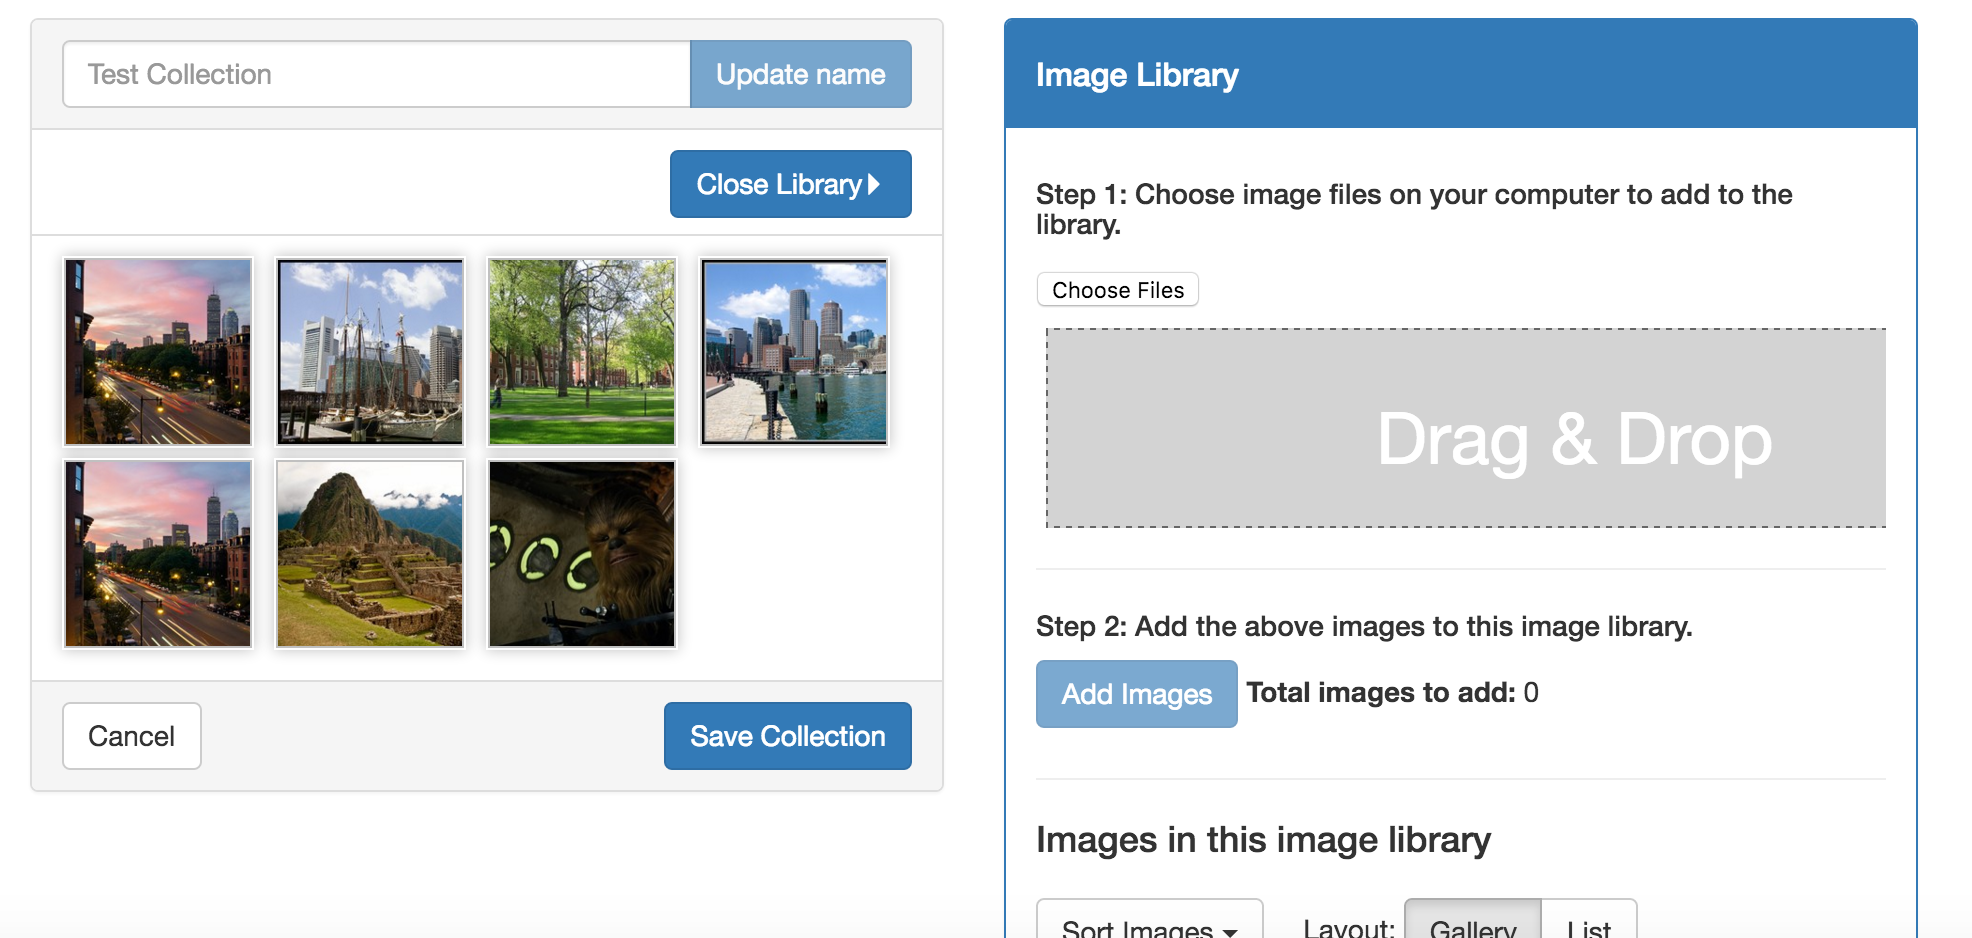 Test Collection
Update name
Close Library
Cancel
Save Collection
Image Library
Step 1: Choose image files on your computer to add to the
library.
Choose Files
Drag & Drop
Step 2: Add the above images to this image library.
Add Images Total images to add: 0
Images in this image library
Sort Images Layout: Gallery List